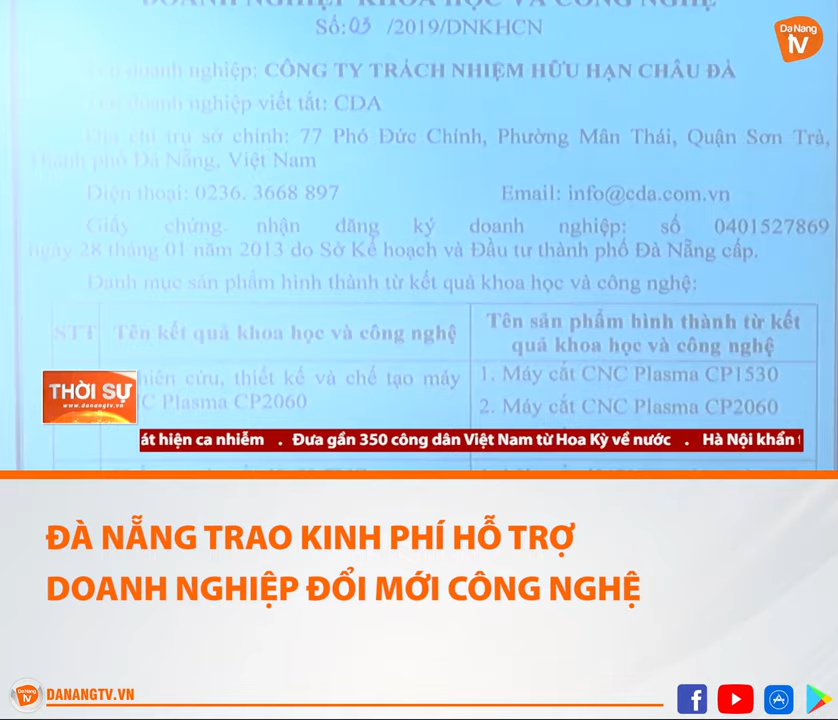 DOANH NGHIỆP KHOA HỌC VÀ CÔNG NGHỆ
Số: 03 /2019/DNKHCN
Da Nang
tv
Tên doanh nghiệp: CÔNG TY TRÁCH NHIỆM HỮU HẠN CHÂU ĐÀ
Tên doanh nghiệp viết tắt: CDA
Địa chỉ trụ sở chính: 77 Phó Đức Chính, Phường Mân Thái, Quận Sơn Trà,
Thành phố Đà Nẵng, Việt Nam
Điện thoại: 0236. 3668 897 Email: info@cda.com.vn
Giấy chứng nhận đăng ký doanh nghiệp: số 0401527869
ngày 28 tháng 01 năm 2013 do Sở Kế hoạch và Đầu tư thành phố Đà Nẵng cấp.
Danh mục sản phẩm hình thành từ kết quả khoa học và công nghệ:
STT Tên kết quả khoa học và công nghệ
Tên sản phẩm hình thành từ kết
quả khoa học và công nghệ
hiên cứu, thiết kế và chế tạo máy
C Plasma CP2060
1. Máy cắt CNC Plasma CP1530
2. Máy cắt CNC Plasma CP2060
THỜI SỰ
www.danangtv.vn
át hiện ca nhiễm . Đưa gần 350 công dân Việt Nam từ Hoa Kỳ về nước . Hà Nội khẩn
ĐÀ NẴNG TRAO KINH PHÍ HỖ TRỢ
DOANH NGHIỆP ĐỔI MỚI CÔNG NGHỆ
Da Nang
tv
DANANGTV.VN